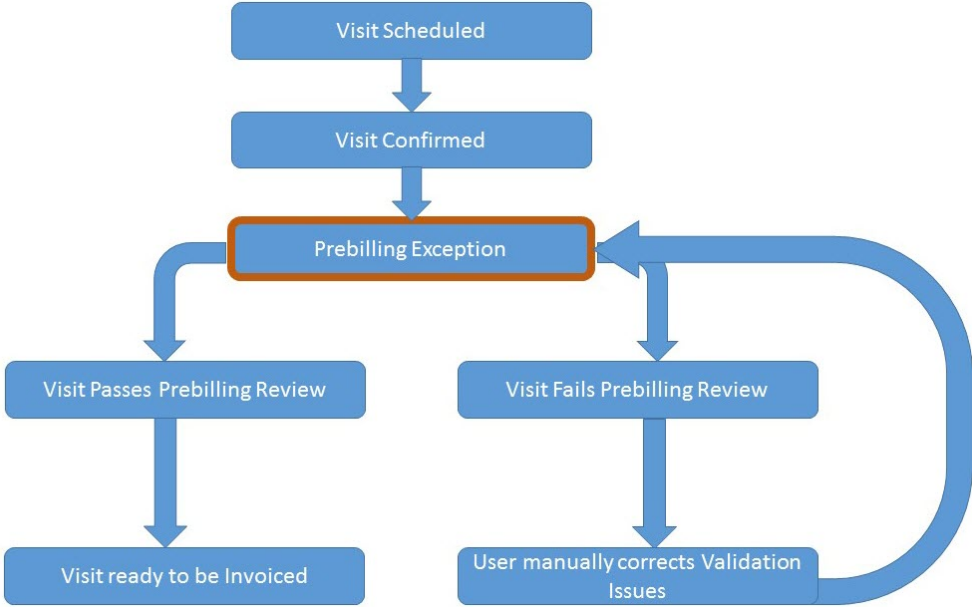 Visit Scheduled
Visit Confirmed
Prebilling Exception
Visit Passes Prebilling Review
Visit Fails Prebilling Review
Visit ready to be Invoiced
User manually corrects Validation
Issues